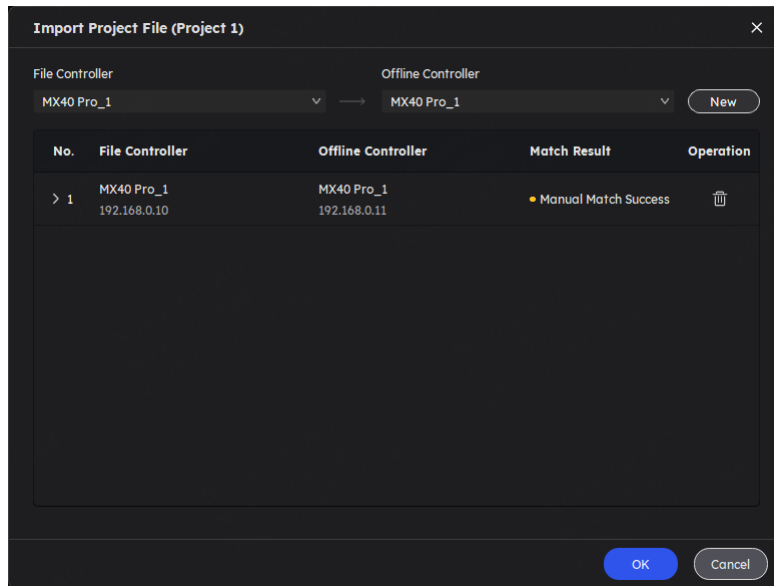 Import Project File (Project 1)
File Controller Offline Controller
MX40 Pro_1 MX40 Pro_1 New
No. File Controller Offline Controller Match Result Operation
1 MX40 Pro_1 MX40 Pro_1 Manual Match Success
192.168.0.10 192.168.0.11
OK Cancel